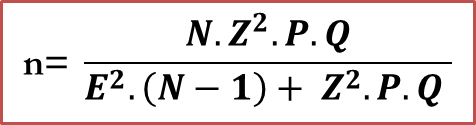 n= N.Z².P.Q / E².(N − 1) + Z².P.Q